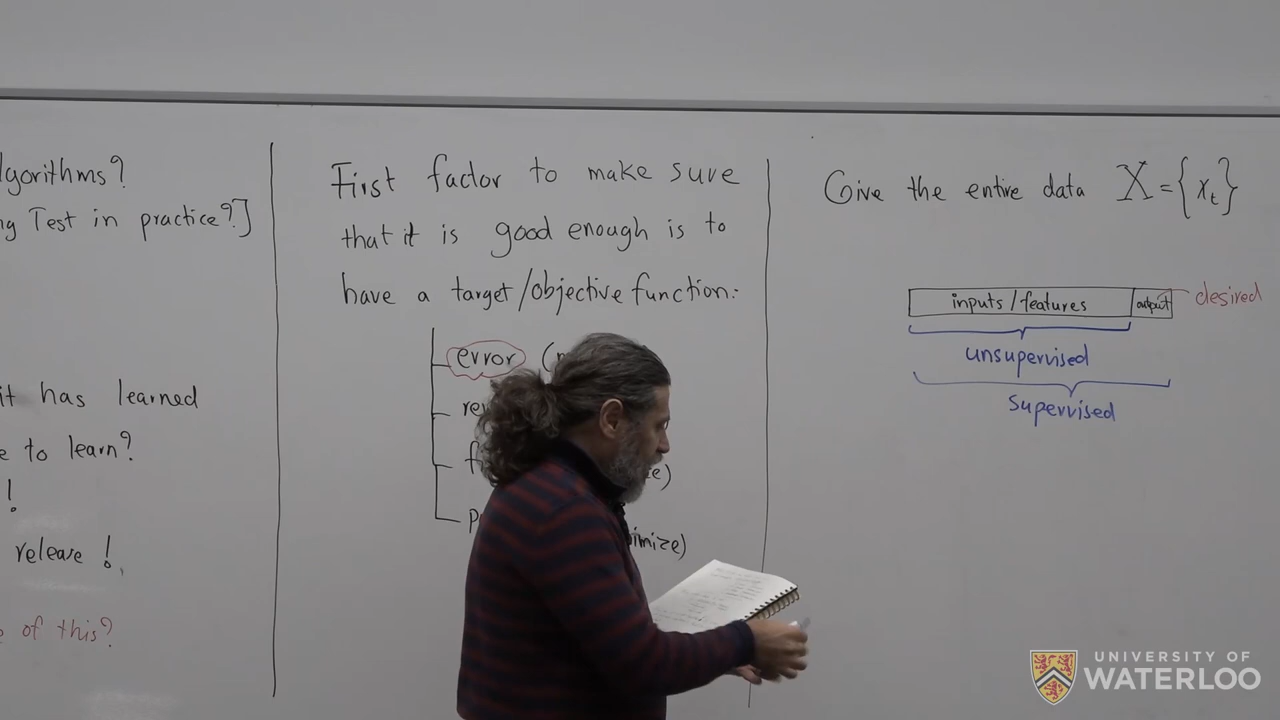 lgorithms?
ng Test in practice?]
it has learned
e to learn?
!
release !
e of this?
First factor to make sure
that it is good enough is to
have a target/objective function:
error (
re
f
e)
p
imize)
Give the entire data X = {x_t}
inputs / features output desired
unsupervised
Supervised
UNIVERSITY OF
WATERLOO